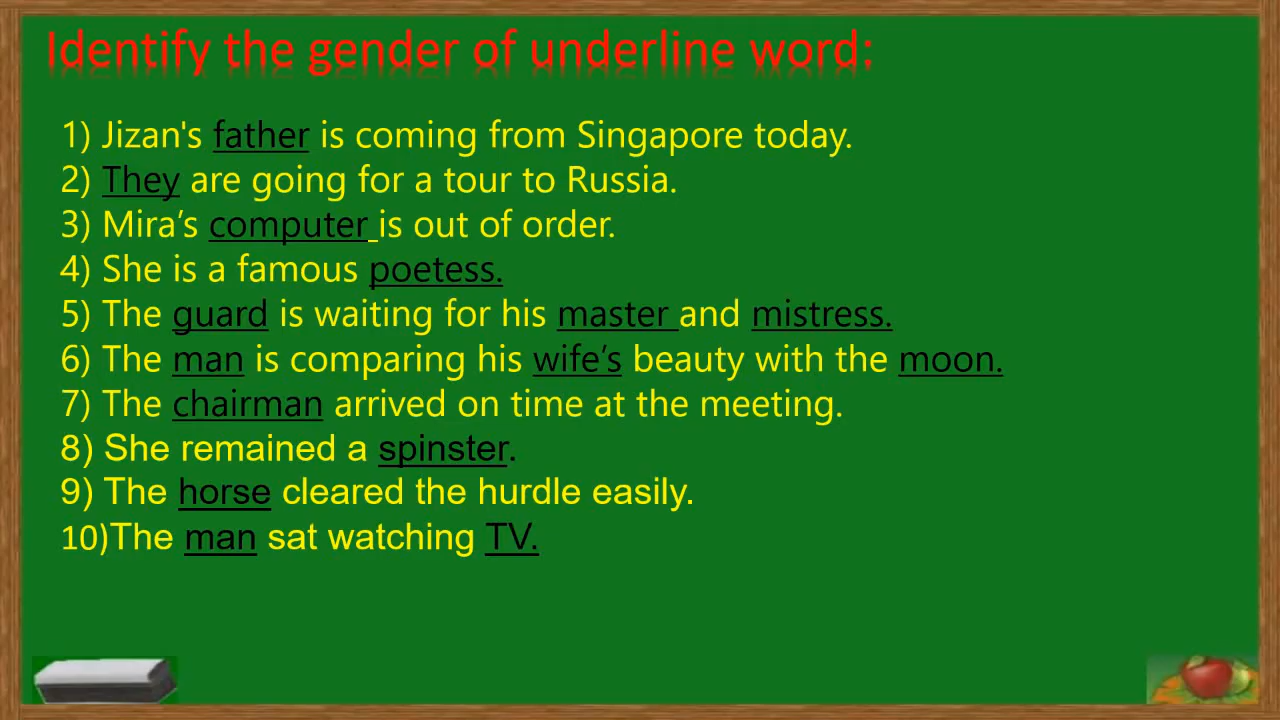 Identify the gender of underline word:
1) Jizan's father is coming from Singapore today.
2) They are going for a tour to Russia.
3) Mira’s computer is out of order.
4) She is a famous poetess.
5) The guard is waiting for his master and mistress.
6) The man is comparing his wife’s beauty with the moon.
7) The chairman arrived on time at the meeting.
8) She remained a spinster.
9) The horse cleared the hurdle easily.
10)The man sat watching TV.